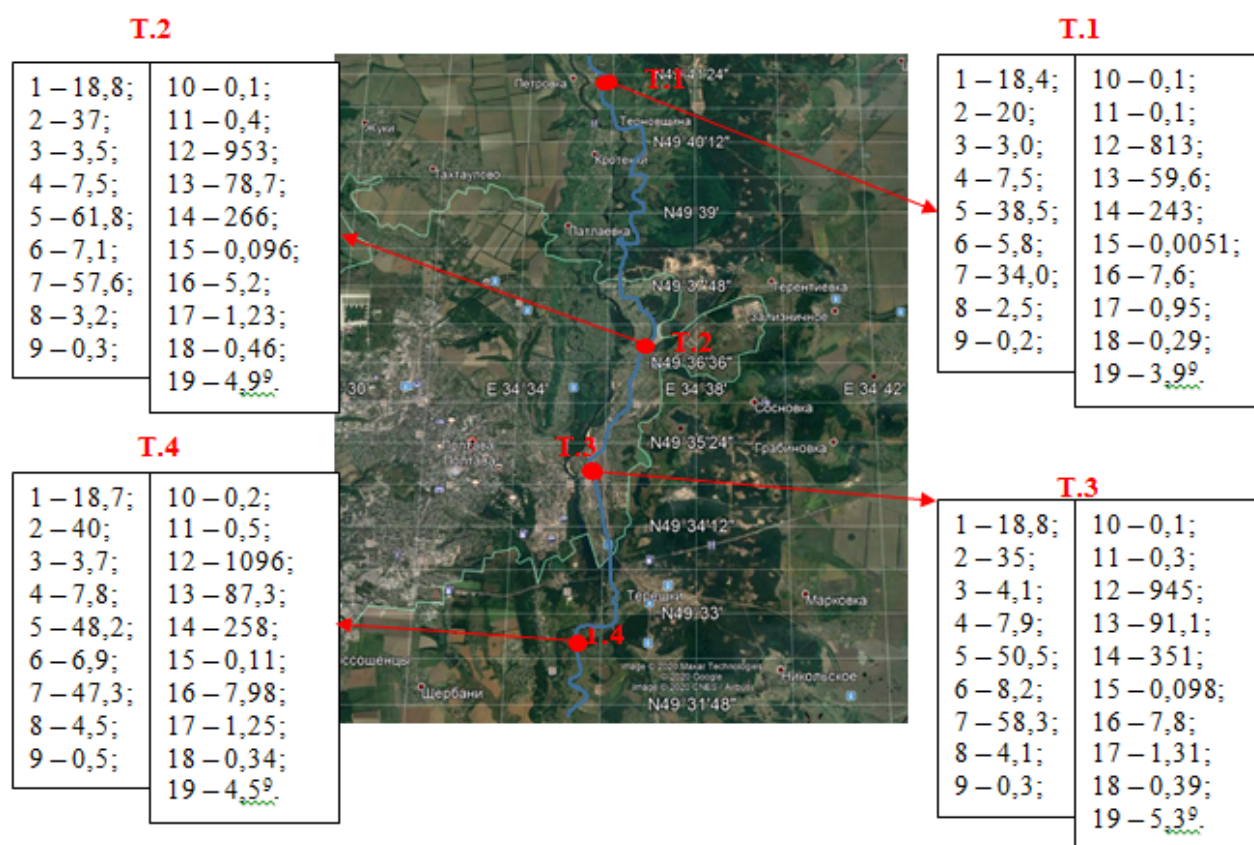 T.2
1 – 18,8;
2 – 37;
3 – 3,5;
4 – 7,5;
5 – 61,8;
6 – 7,1;
7 – 57,6;
8 – 3,2;
9 – 0,3;
10 – 0,1;
11 – 0,4;
12 – 953;
13 – 78,7;
14 – 266;
15 – 0,096;
16 – 5,2;
17 – 1,23;
18 – 0,46;
19 – 4,9⁹.
T.1
1 – 18,4;
2 – 20;
3 – 3,0;
4 – 7,5;
5 – 38,5;
6 – 5,8;
7 – 34,0;
8 – 2,5;
9 – 0,2;
10 – 0,1;
11 – 0,1;
12 – 813;
13 – 59,6;
14 – 243;
15 – 0,0051;
16 – 7,6;
17 – 0,95;
18 – 0,29;
19 – 3,9⁹.
T.4
1 – 18,7;
2 – 40;
3 – 3,7;
4 – 7,8;
5 – 48,2;
6 – 6,9;
7 – 47,3;
8 – 4,5;
9 – 0,5;
10 – 0,2;
11 – 0,5;
12 – 1096;
13 – 87,3;
14 – 258;
15 – 0,11;
16 – 7,98;
17 – 1,25;
18 – 0,34;
19 – 4,5⁹.
T.3
1 – 18,8;
2 – 35;
3 – 4,1;
4 – 7,9;
5 – 50,5;
6 – 8,2;
7 – 58,3;
8 – 4,1;
9 – 0,3;
10 – 0,1;
11 – 0,3;
12 – 945;
13 – 91,1;
14 – 351;
15 – 0,098;
16 – 7,8;
17 – 1,31;
18 – 0,39;
19 – 5,3⁹.
Петровка
T.1
N49°41'24"
Терновщина
Жуки
N49°40'12"
Кротенки
Тахтаулово
N49°39'
Патлаевка
N49°37'48"
Терентиевка
Зализничное
T.2
N49°36'36"
E 34°34'
E 34°38'
E 34°42'
Сосновка
T.3
N49°35'24"
Грабиновка
Полтава
Полтава
N49°34'12"
Терешки
Марковка
N49°33'
T.4
Image © 2020 Maxar Technologies
© 2020 Google
Image © 2020 CNES / Airbus
Никольское
Щербани
N49°31'48"